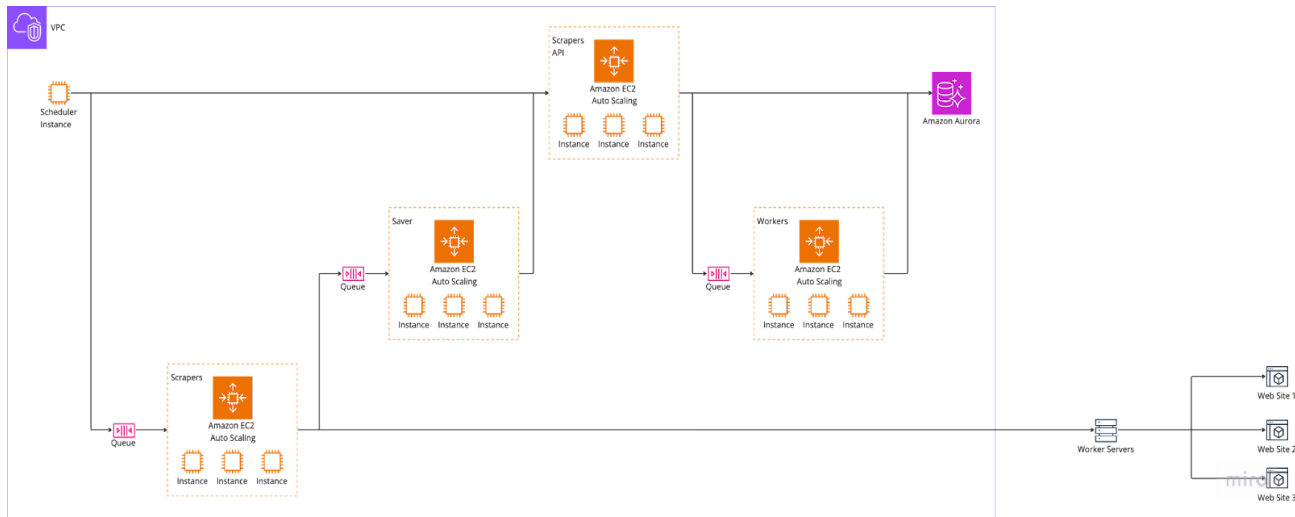 VPC
Scrapers
API
Amazon EC2
Auto Scaling
Instance
Instance
Instance
Scheduler
Instance
Amazon Aurora
Saver
Amazon EC2
Auto Scaling
Queue
Instance
Instance
Instance
Workers
Amazon EC2
Auto Scaling
Queue
Instance
Instance
Instance
Scrapers
Amazon EC2
Auto Scaling
Queue
Instance
Instance
Instance
Worker Servers
Web Site 1
Web Site 2
miro
Web Site 3